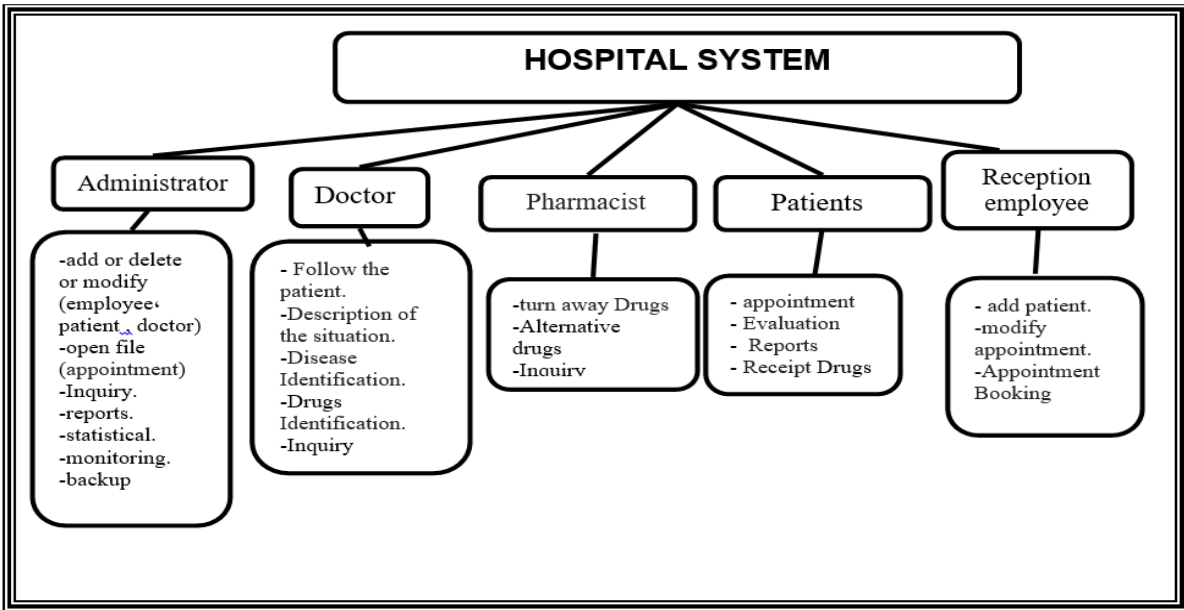 HOSPITAL SYSTEM
Administrator
Doctor
Pharmacist
Patients
Reception
employee
-add or delete
or modify
(employee،
patient , doctor)
-open file
(appointment)
-Inquiry.
-reports.
-statistical.
-monitoring.
-backup
- Follow the
patient.
-Description of
the situation.
-Disease
Identification.
-Drugs
Identification.
-Inquiry
-turn away Drugs
-Alternative
drugs
-Inquiry
- appointment
- Evaluation
- Reports
- Receipt Drugs
- add patient.
-modify
appointment.
-Appointment
Booking